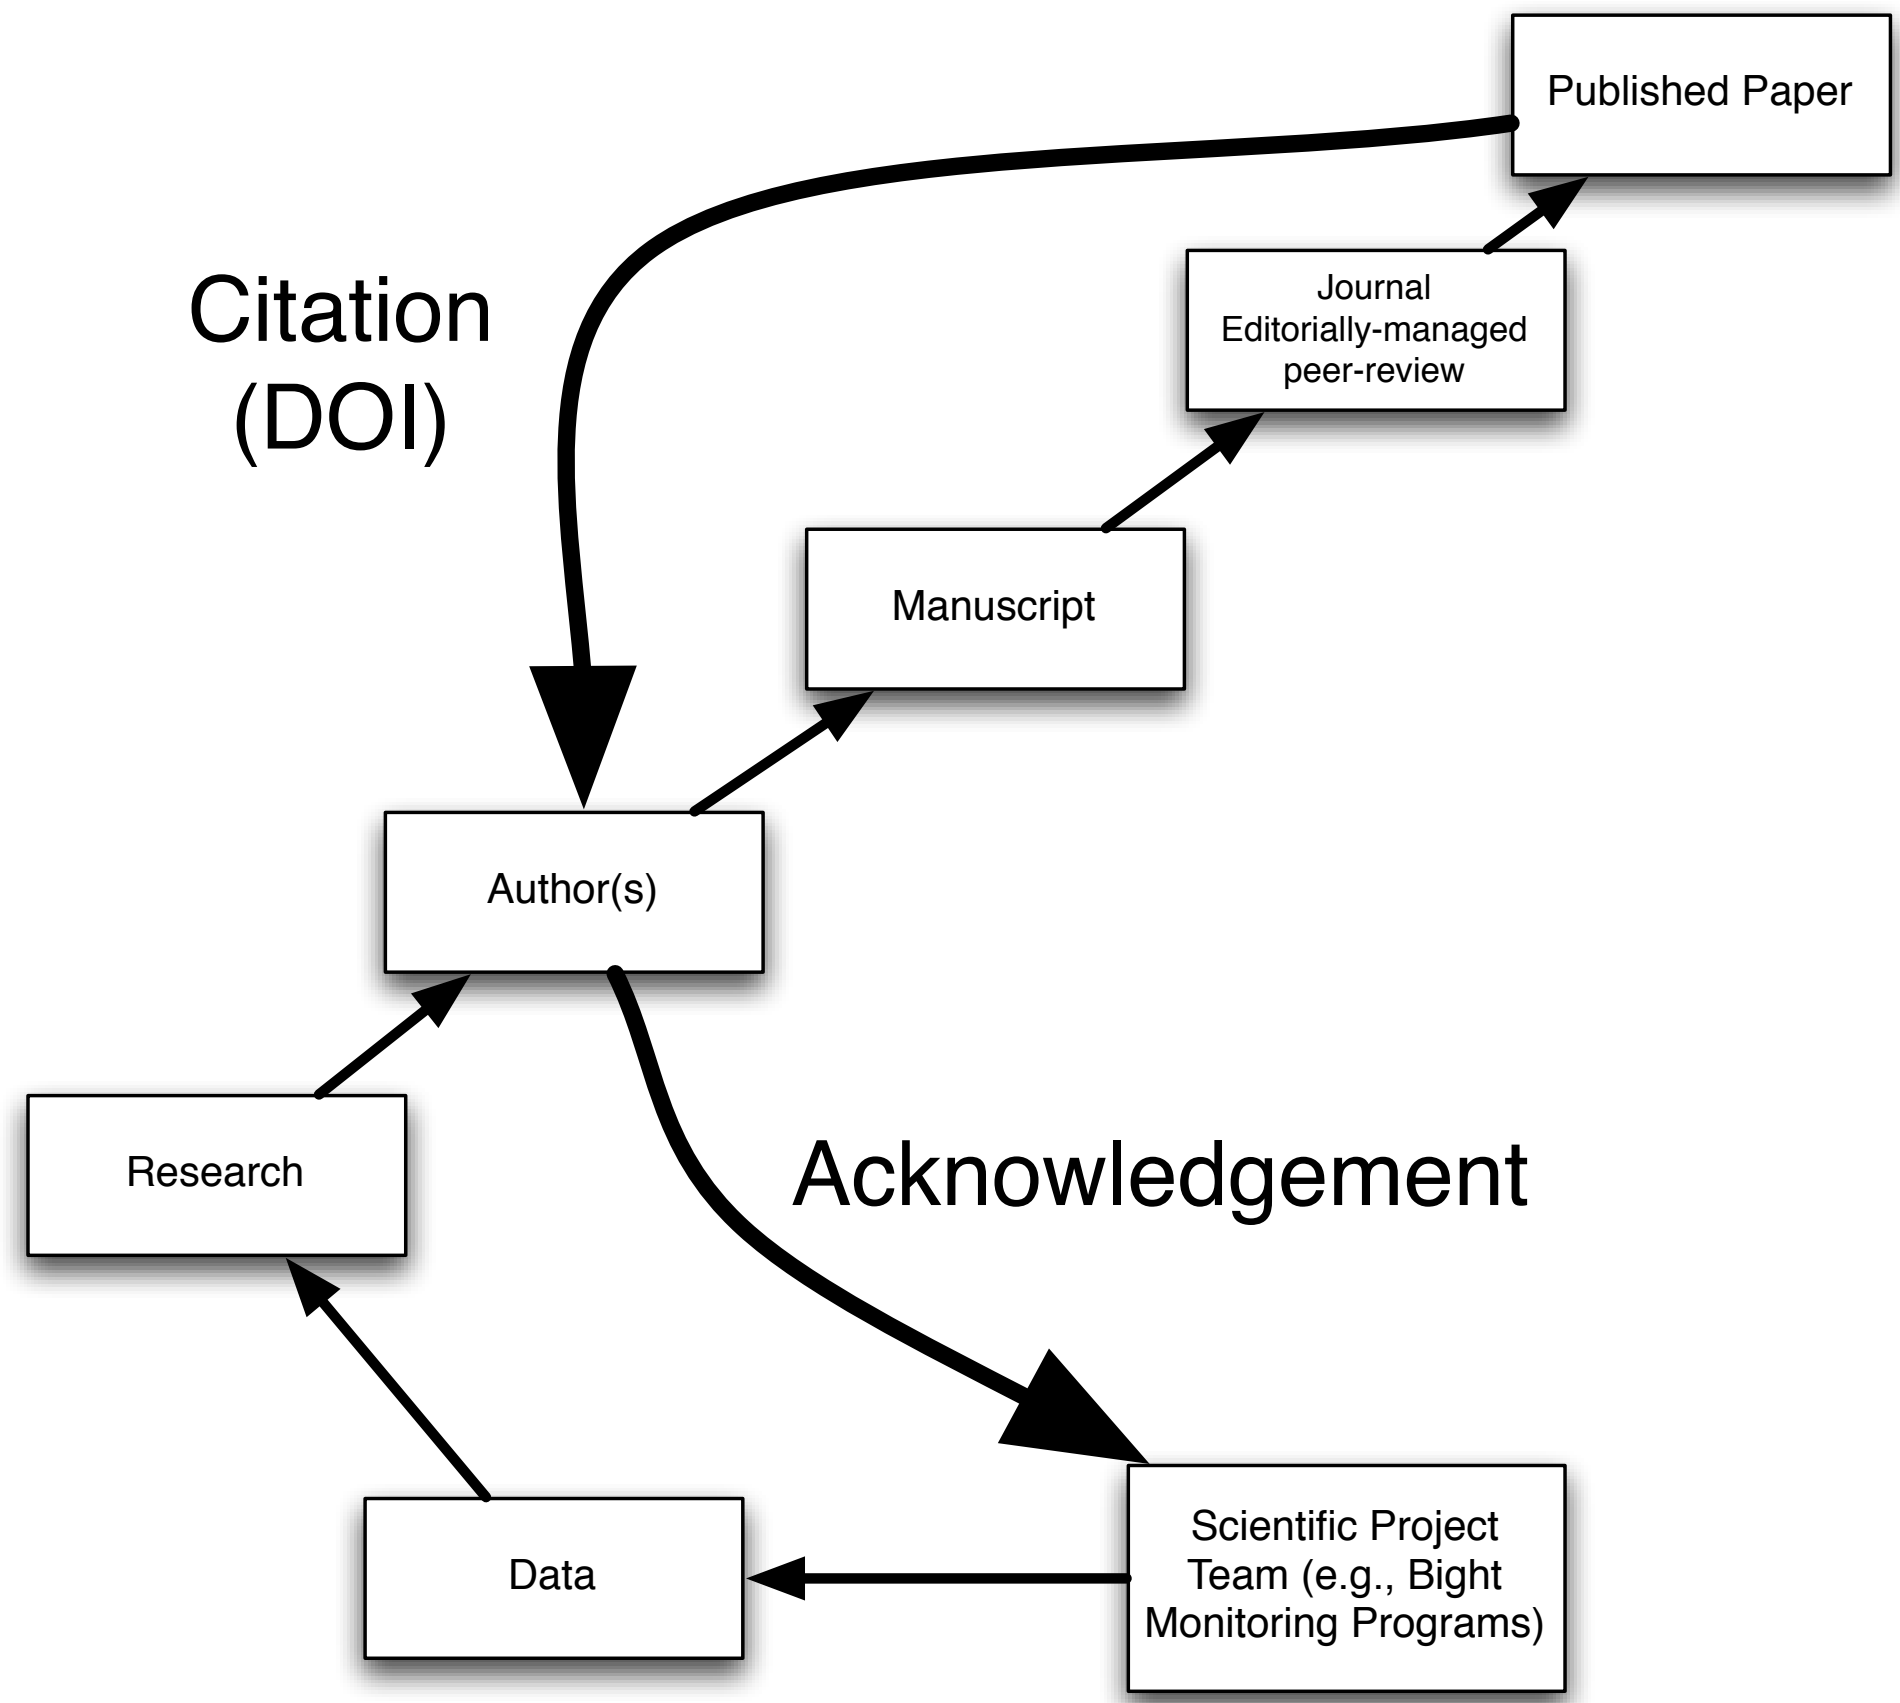 Published Paper
Citation
(DOI)
Journal
Editorially-managed
peer-review
Manuscript
Author(s)
Research
Acknowledgement
Data
Scientific Project
Team (e.g., Bight
Monitoring Programs)